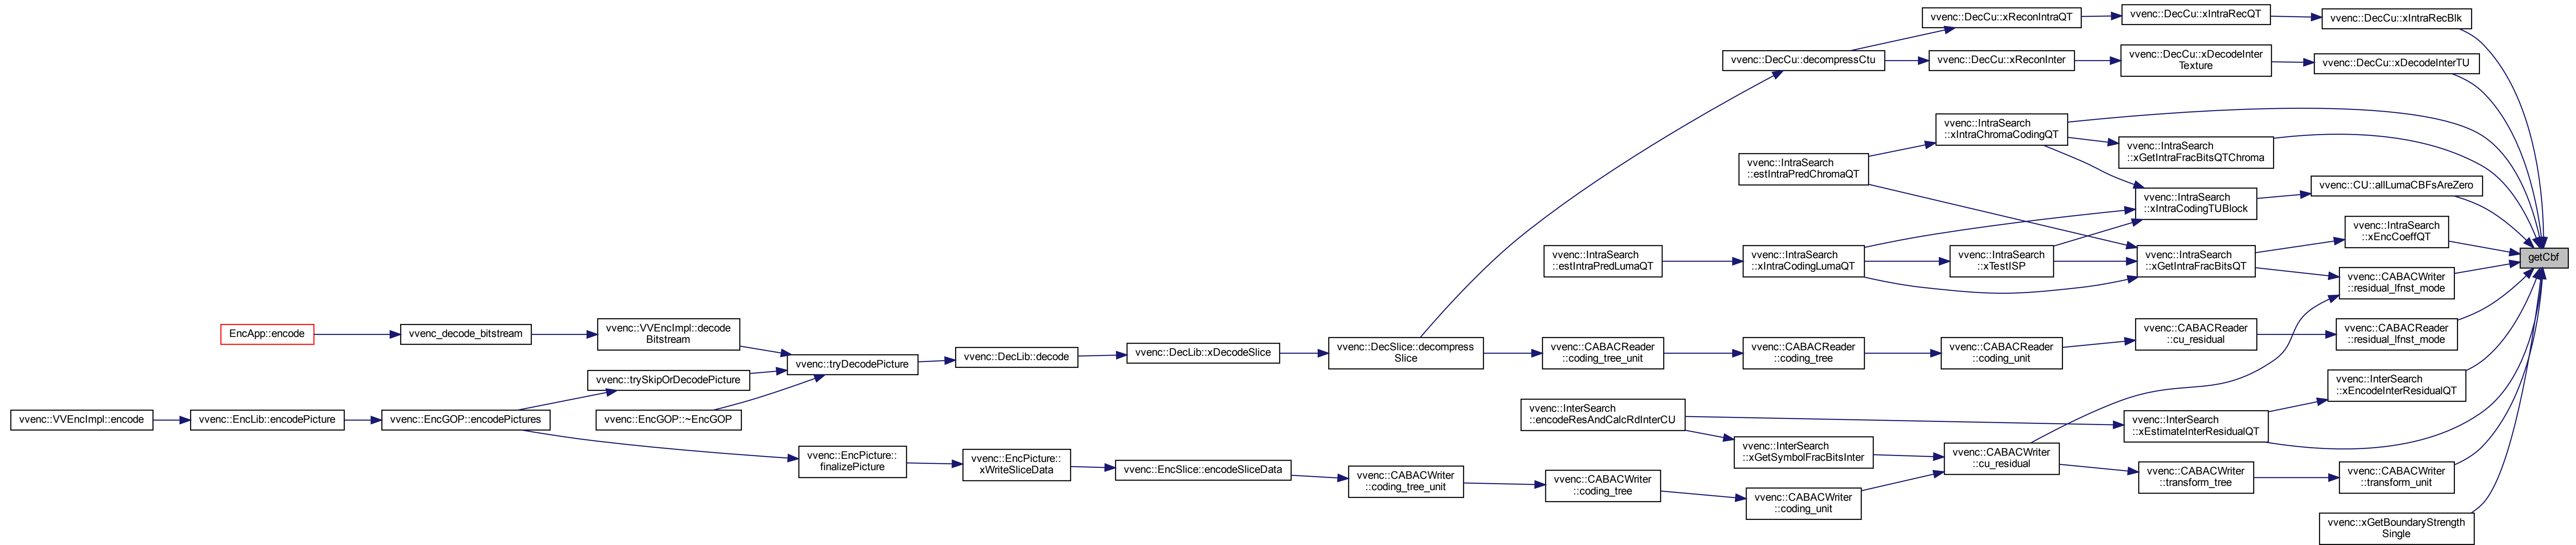 vvenc::DecCu::xReconIntraQT
vvenc::DecCu::xIntraRecQT
vvenc::DecCu::xIntraRecBlk
vvenc::DecCu::decompressCtu
vvenc::DecCu::xReconInter
vvenc::DecCu::xDecodeInter
Texture
vvenc::DecCu::xDecodeInterTU
vvenc::IntraSearch
::xIntraChromaCodingQT
vvenc::IntraSearch
::xGetIntraFracBitsQTChroma
vvenc::IntraSearch
::estIntraPredChromaQT
vvenc::CU::allLumaCBFsAreZero
vvenc::IntraSearch
::xIntraCodingTUBlock
vvenc::IntraSearch
::xEncCoeffQT
vvenc::IntraSearch
::estIntraPredLumaQT
vvenc::IntraSearch
::xIntraCodingLumaQT
vvenc::IntraSearch
::xTestISP
vvenc::IntraSearch
::xGetIntraFracBitsQT
getCbf
vvenc::CABACWriter
::residual_lfnst_mode
EncApp::encode
vvenc_decode_bitstream
vvenc::VVEncImpl::decode
Bitstream
vvenc::tryDecodePicture
vvenc::DecLib::decode
vvenc::DecLib::xDecodeSlice
vvenc::DecSlice::decompress
Slice
vvenc::CABACReader
::coding_tree_unit
vvenc::CABACReader
::coding_tree
vvenc::CABACReader
::coding_unit
vvenc::CABACReader
::cu_residual
vvenc::CABACReader
::residual_lfnst_mode
vvenc::trySkipOrDecodePicture
vvenc::InterSearch
::xEncodeInterResidualQT
vvenc::VVEncImpl::encode
vvenc::EncLib::encodePicture
vvenc::EncGOP::encodePictures
vvenc::EncGOP::~EncGOP
vvenc::InterSearch
::encodeResAndCalcRdInterCU
vvenc::InterSearch
::xEstimateInterResidualQT
vvenc::EncPicture::
finalizePicture
vvenc::EncPicture::
xWriteSliceData
vvenc::EncSlice::encodeSliceData
vvenc::CABACWriter
::coding_tree_unit
vvenc::CABACWriter
::coding_tree
vvenc::InterSearch
::xGetSymbolFracBitsInter
vvenc::CABACWriter
::coding_unit
vvenc::CABACWriter
::cu_residual
vvenc::CABACWriter
::transform_tree
vvenc::CABACWriter
::transform_unit
vvenc::xGetBoundaryStrength
Single